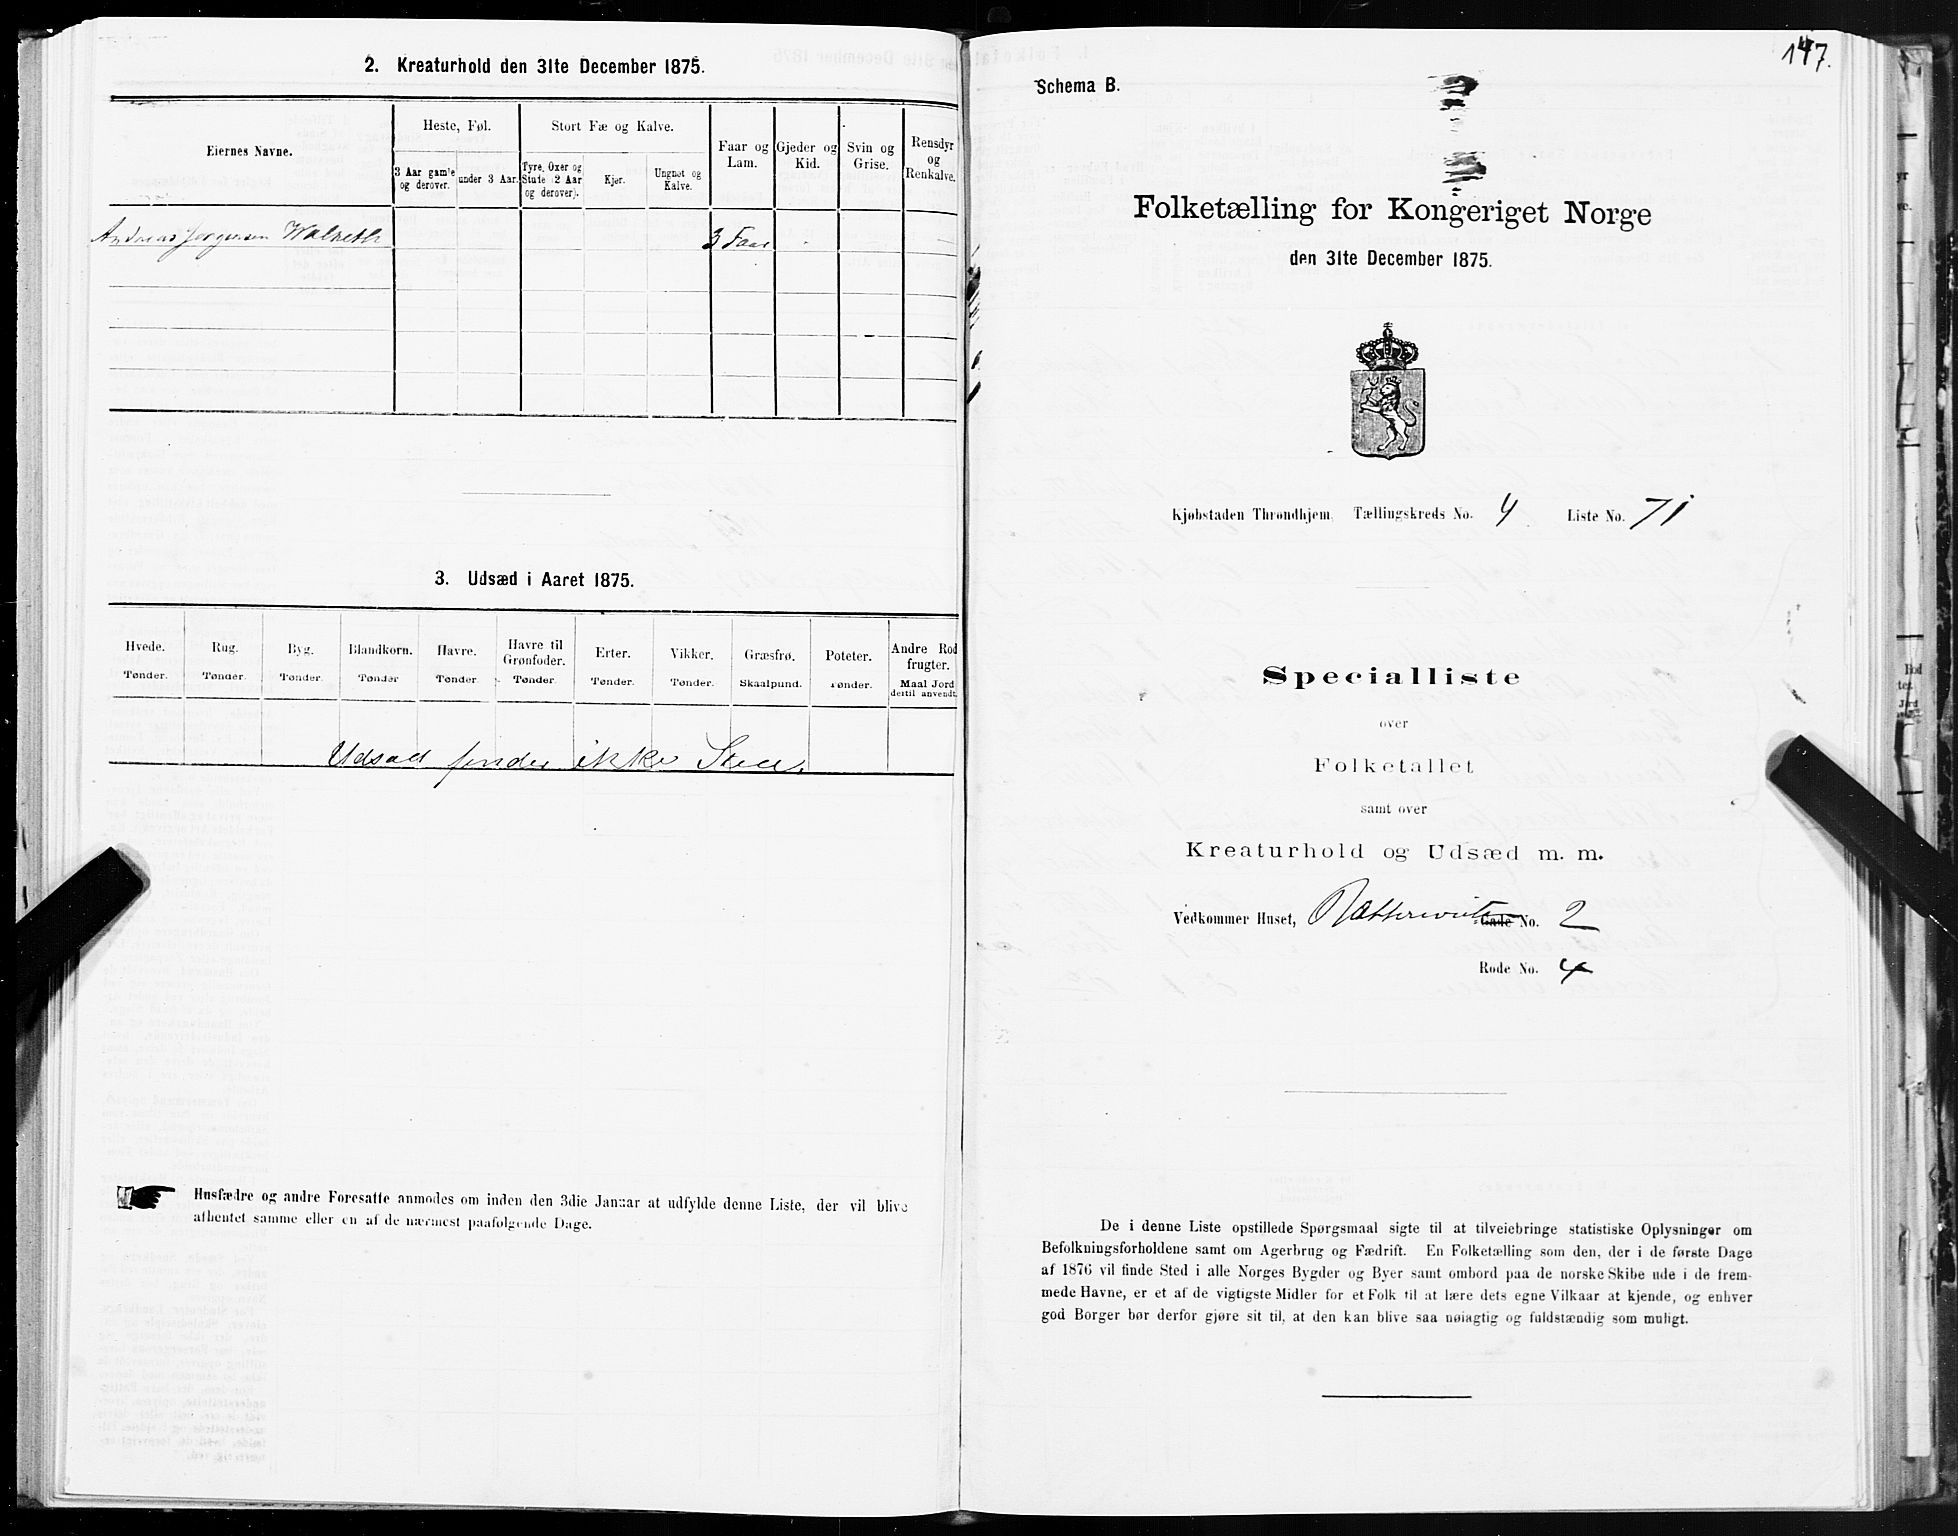 2. Kreaturhold den 31te December 1875.
Eiernes Navne.
Heste, Føl.
Stort Fæ og Kalve.
Faar og Lam.
Gjeder og Kid.
Svin og Grise.
Rensdyr og Renkalve.
3 Aar gamle og derover.
under 3 Aar.
Tyre, Oxer og Stude (2 Aar og derover).
Kjør.
Ungnøt og Kalve.
Andreas Jørgensen 3 Faar
3. Udsæd i Aaret 1875.
Hvede. Rug. Byg. Blandkorn. Havre. Havre til Grønfoder. Erter. Vikker. Græsfrø. Poteter. Andre Rodfrugter.
Tønder. Tønder. Tønder. Tønder Tønder. Tønder. Tønder. Tønder. Skaalpund. Tønder. Maal Jord dertil anvendt.
Udsæd finder ikke Sted.
Husfædre og andre Foresatte anmodes om inden den 3die Januar at udfylde denne Liste, der vil blive
afhentet samme eller en af de nærmest paafølgende Dage.
147.
Schema B.
Folketælling for Kongeriget Norge
den 31te December 1875.
Kjøbstaden Throndhjem, Tællingskreds No. 4 Liste No. 71
Specialliste
over
Folketallet
samt over
Kreaturhold og Udsæd m. m.
Vedkommer Huset, Gade No. 2
Rode No. 4
De i denne Liste opstillede Spørgsmaal sigte til at tilveiebringe statistiske Oplysninger om
Befolkningsforholdene samt om Agerbrug og Fædrift. En Folketælling som den, der i de første Dage
af 1876 vil finde Sted i alle Norges Bygder og Byer samt ombord paa de norske Skibe ude i de frem-
mede Havne, er et af de vigtigste Midler for et Folk til at lære dets egne Vilkaar at kjende, og enhver
god Borger bør derfor gjøre sit til, at den kan blive saa nøiagtig og fuldstændig som muligt.